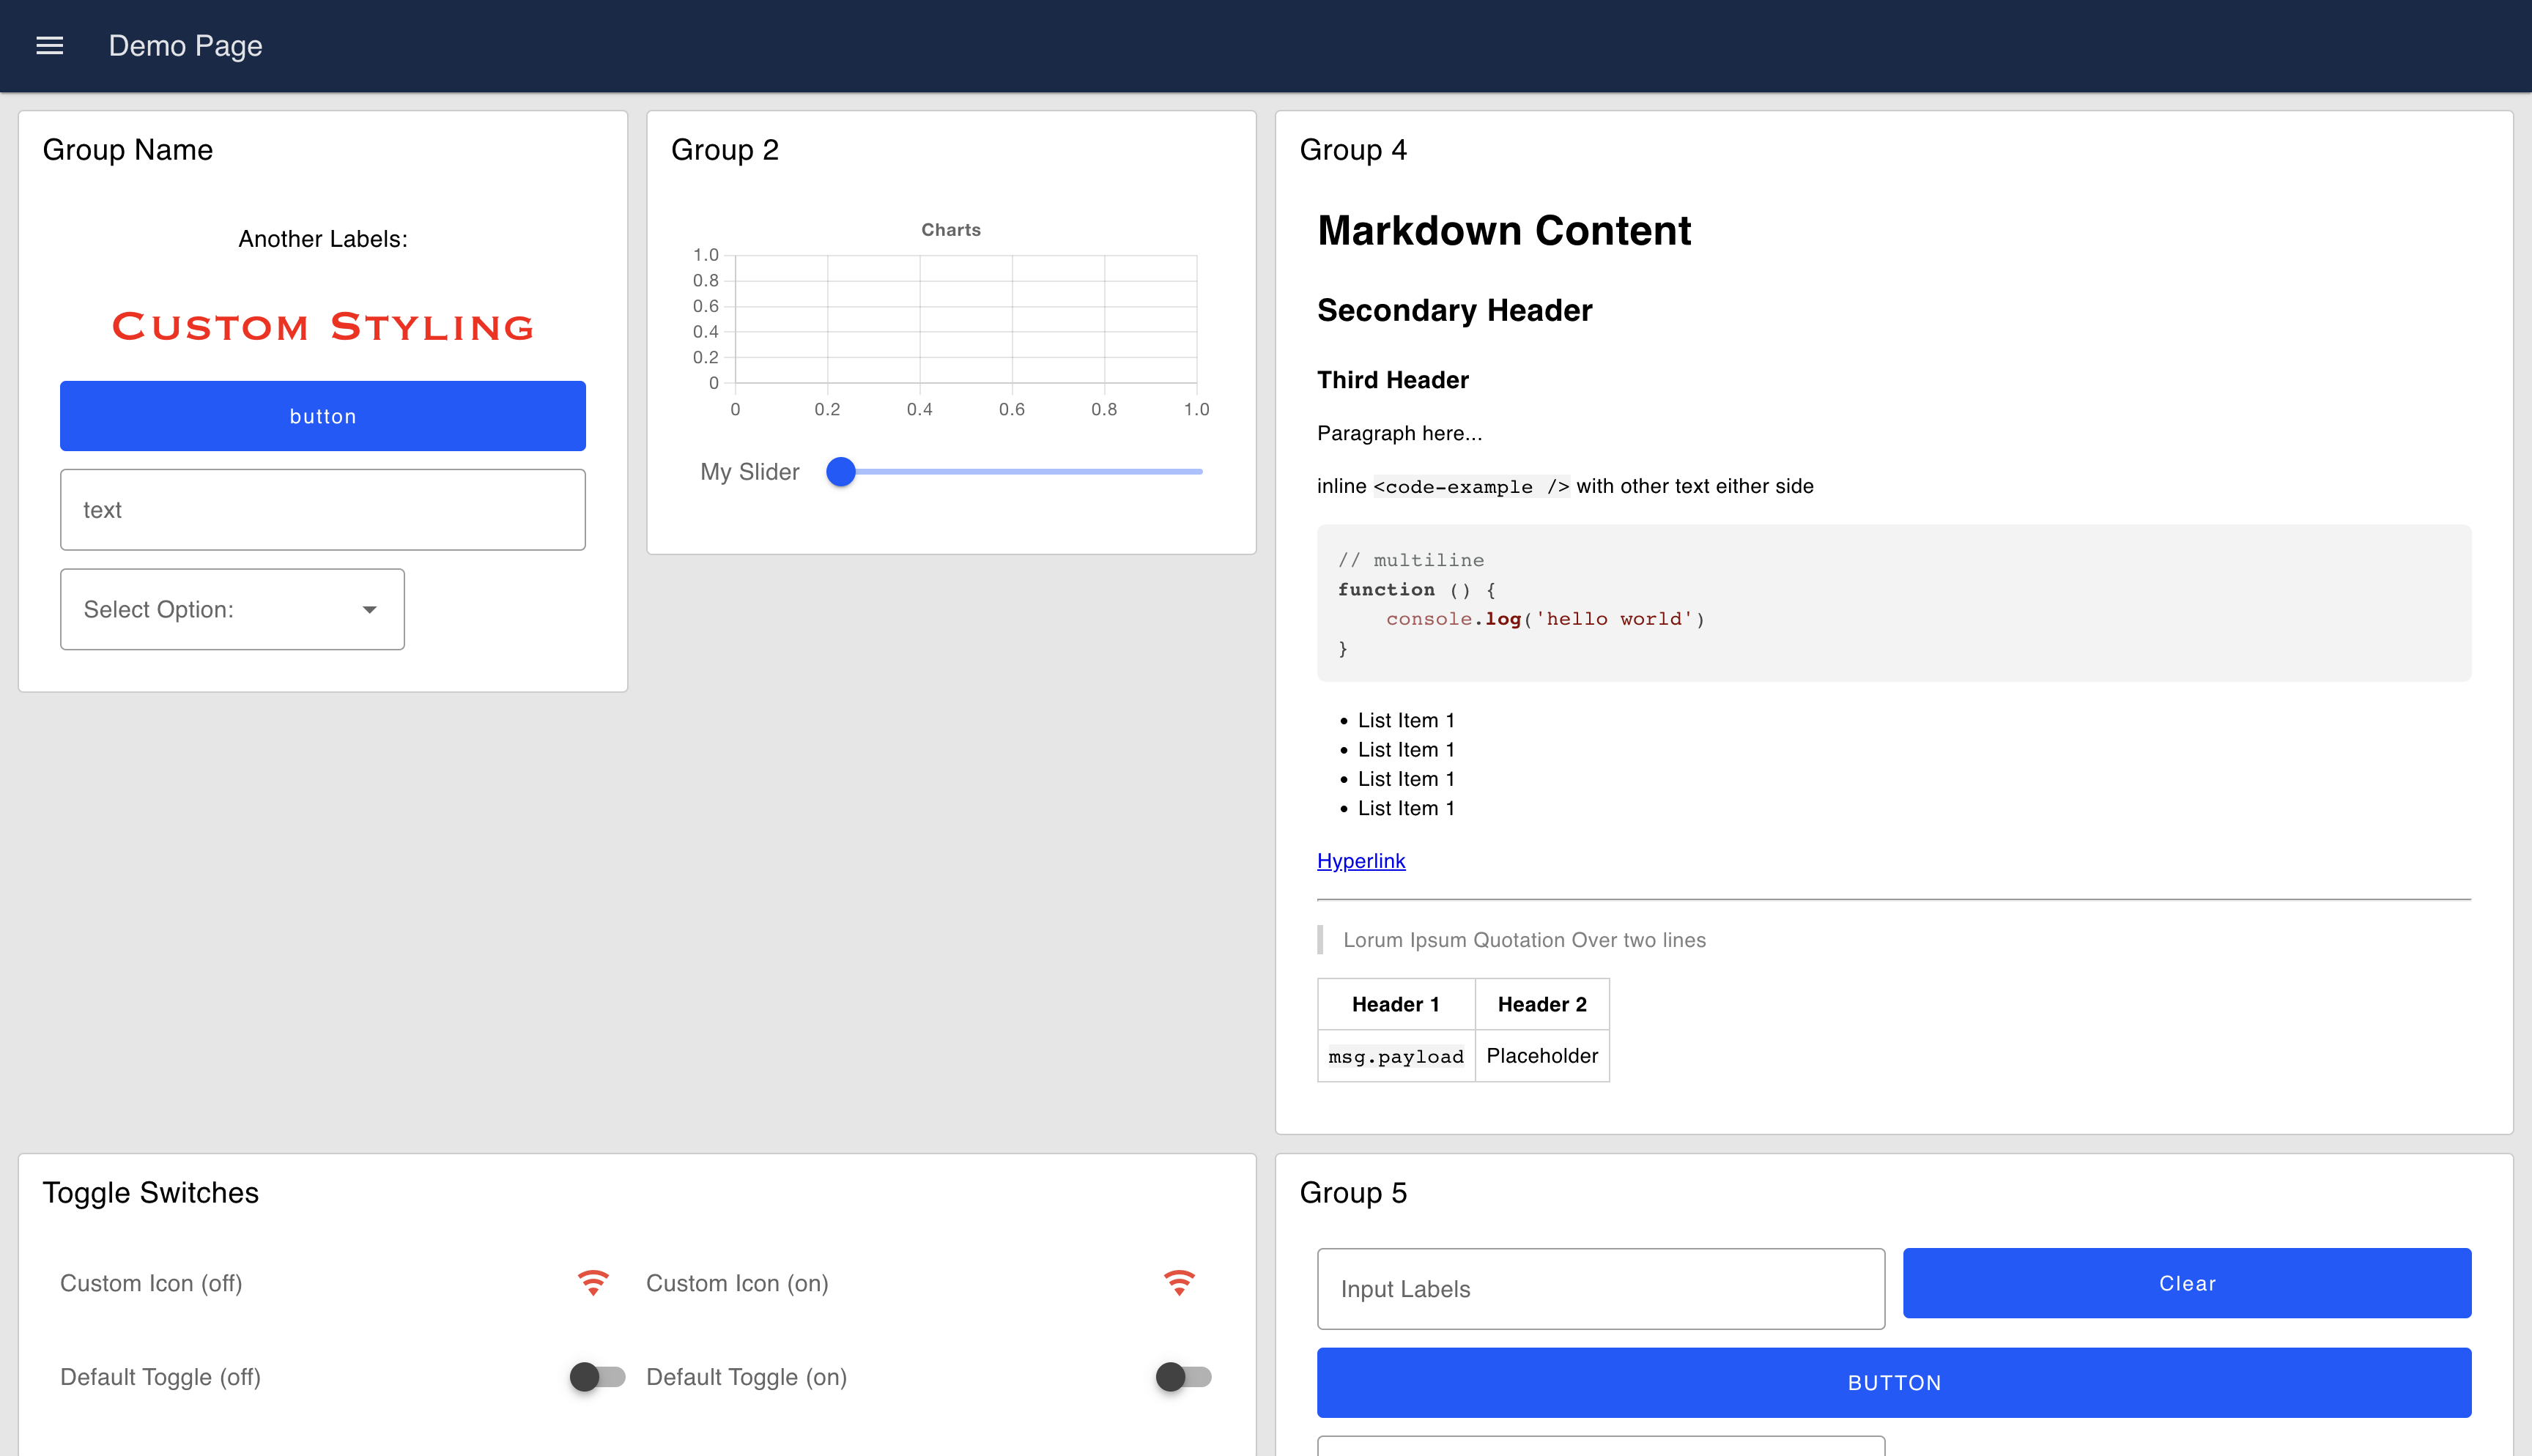 Demo Page
Group Name
Another Labels:
Custom Styling
button
text
Select Option:
Group 2
Charts
1.0
0.8
0.6
0.4
0.2
0
0 0.2 0.4 0.6 0.8 1.0
My Slider
Group 4
Markdown Content
Secondary Header
Third Header
Paragraph here...
inline <code-example /> with other text either side
// multiline
function () {
    console.log('hello world')
}
List Item 1
List Item 1
List Item 1
List Item 1
Hyperlink
Lorum Ipsum Quotation Over two lines
Header 1 Header 2
msg.payload Placeholder
Toggle Switches
Custom Icon (off) Custom Icon (on)
Default Toggle (off) Default Toggle (on)
Group 5
Input Labels Clear
BUTTON